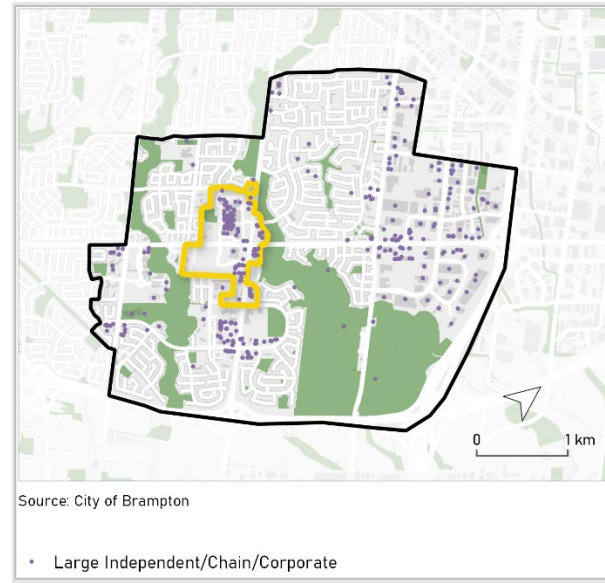 0 1 km
Source: City of Brampton
Large Independent/Chain/Corporate